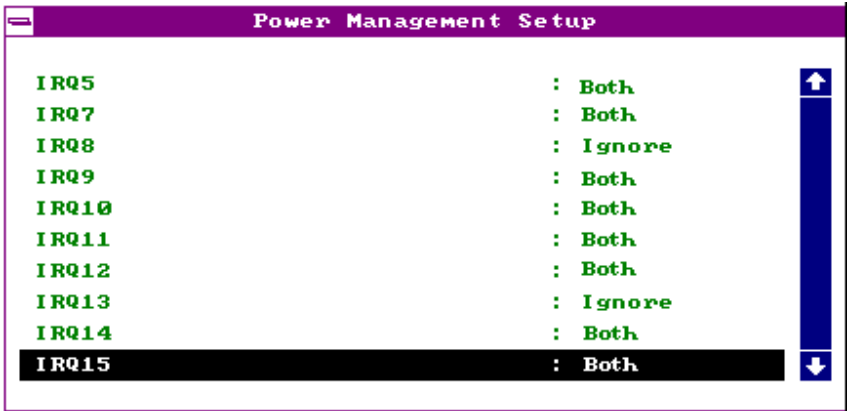 Power Management Setup
IRQ5 : Both
IRQ7 : Both
IRQ8 : Ignore
IRQ9 : Both
IRQ10 : Both
IRQ11 : Both
IRQ12 : Both
IRQ13 : Ignore
IRQ14 : Both
IRQ15 : Both